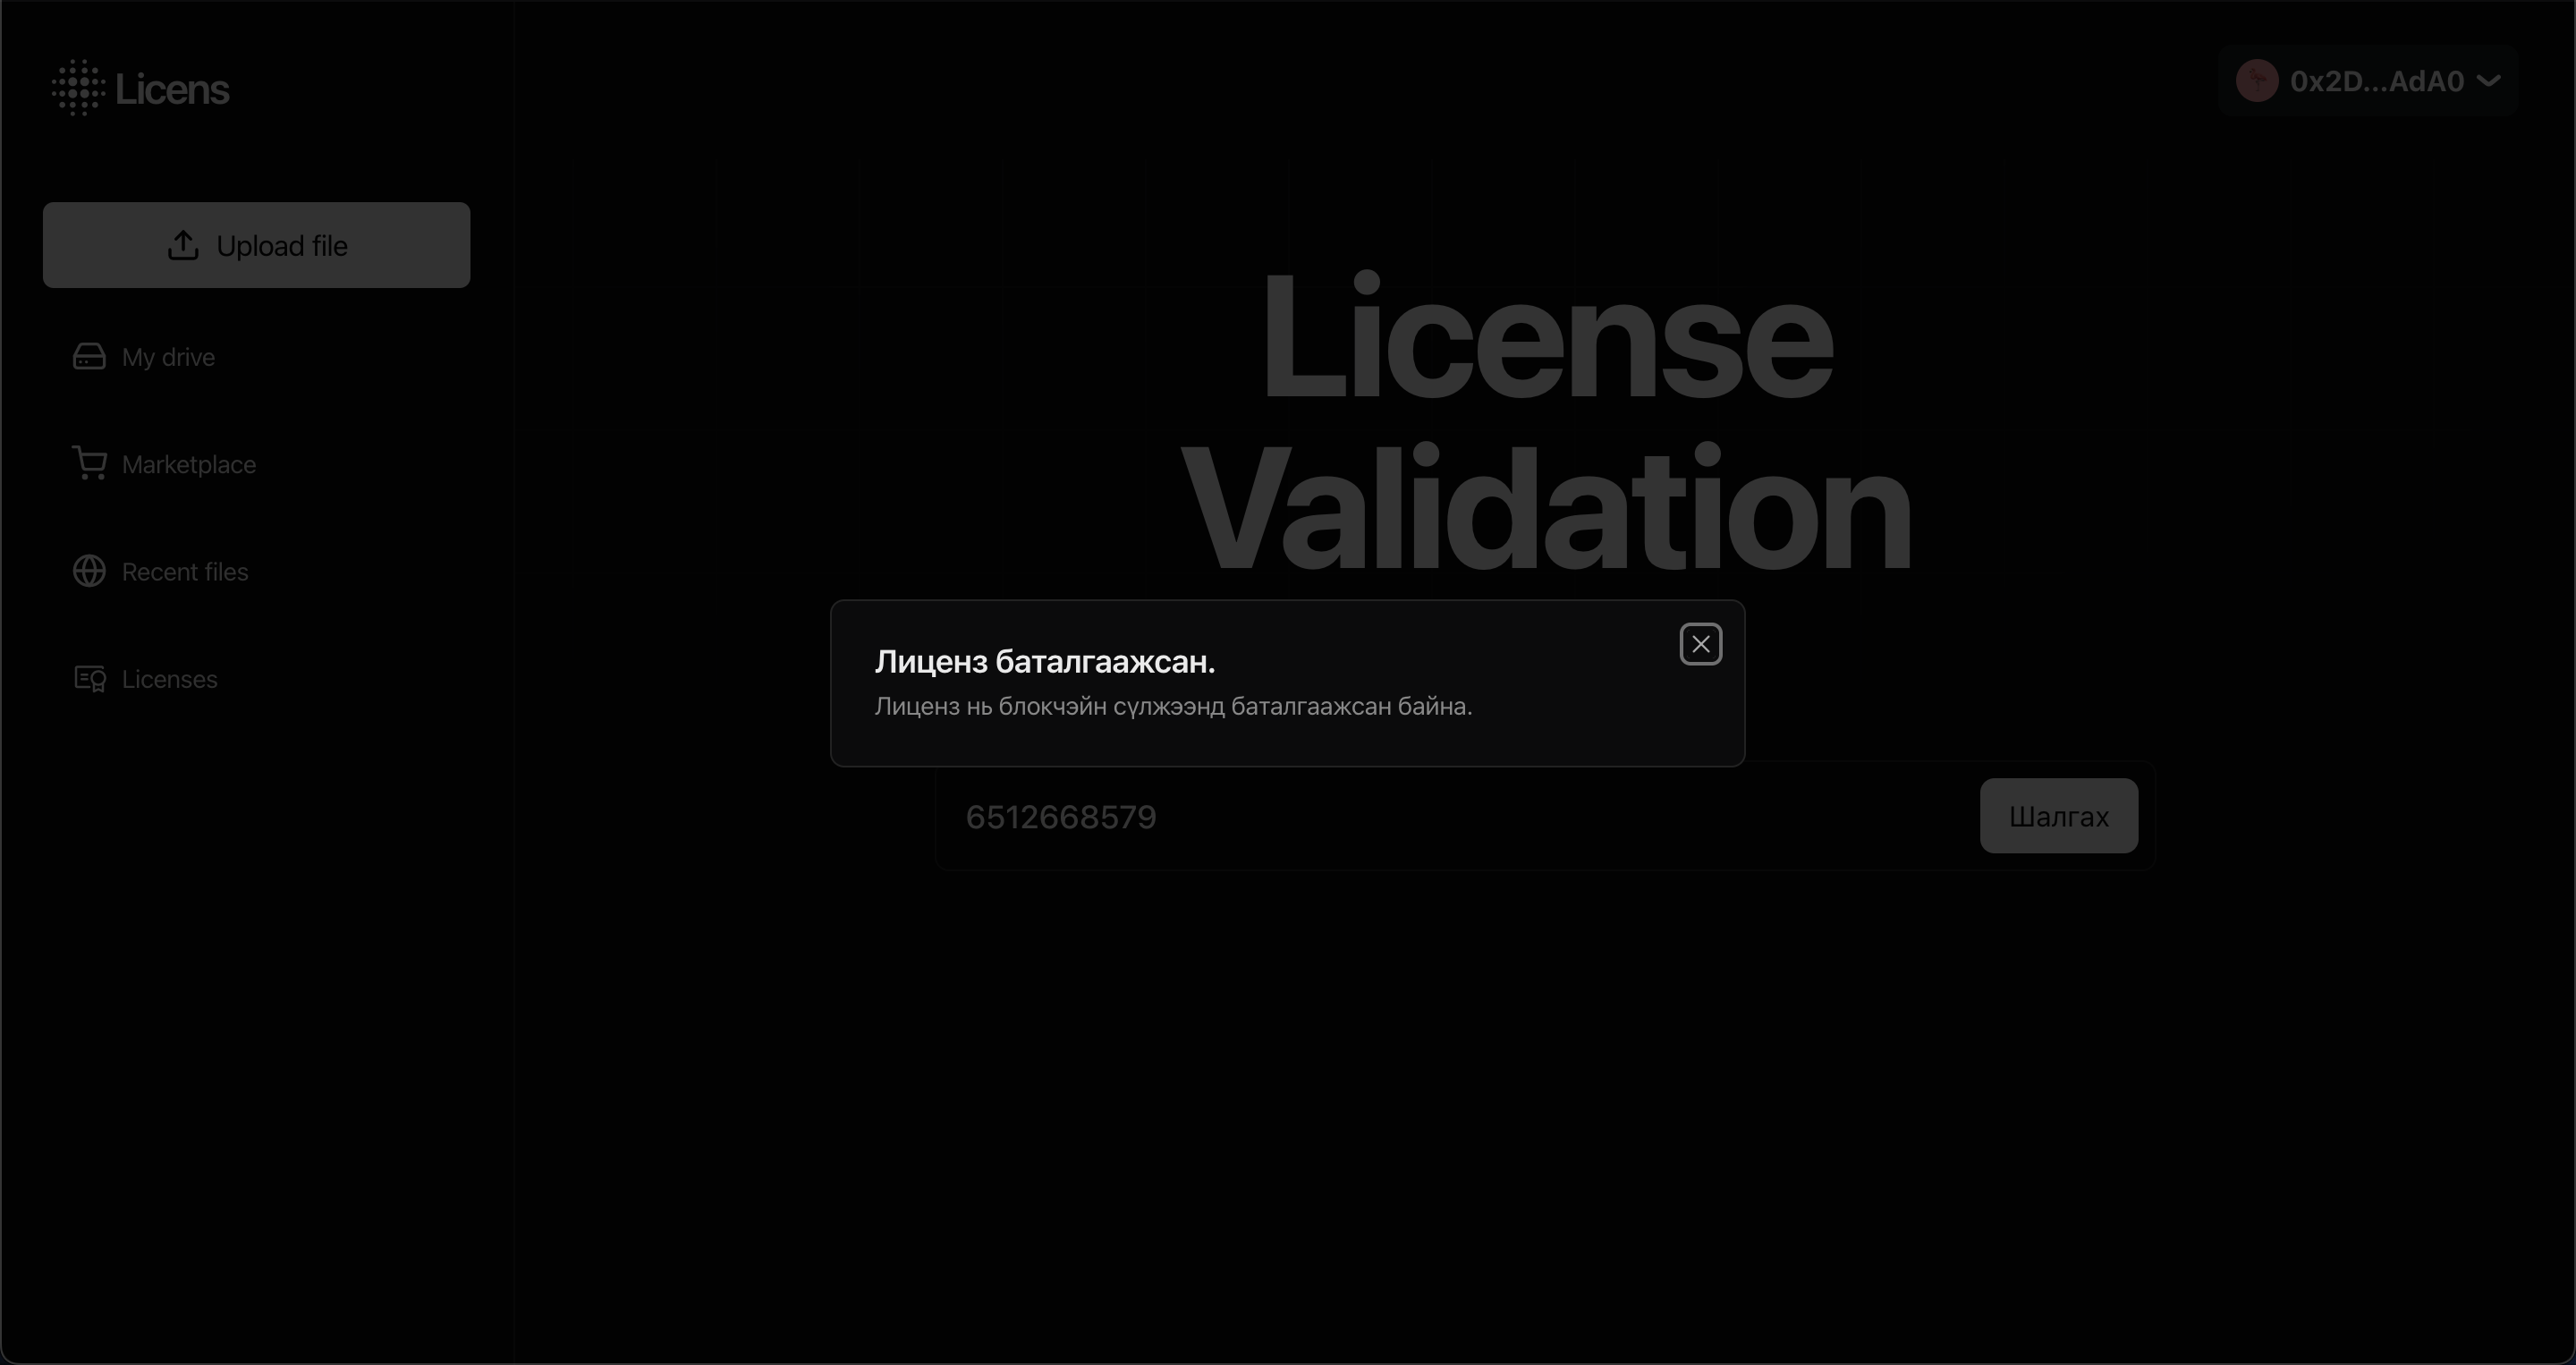 Licens
0x2D...AdA0
Upload file
My drive
Marketplace
Recent files
Licenses
License
Validation
Лиценз баталгаажсан.
Лиценз нь блокчэйн сүлжээнд баталгаажсан байна.
6512668579
Шалгах